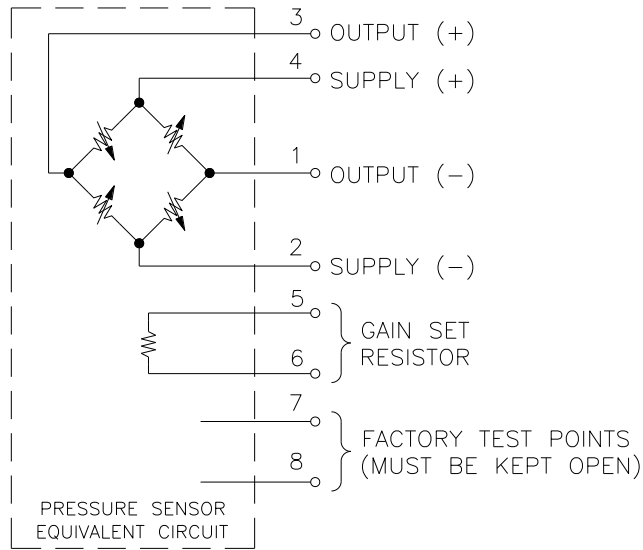 3
OUTPUT (+)
4
SUPPLY (+)
1
OUTPUT (-)
2
SUPPLY (-)
5
GAIN SET
RESISTOR
6
7
FACTORY TEST POINTS
(MUST BE KEPT OPEN)
8
PRESSURE SENSOR
EQUIVALENT CIRCUIT